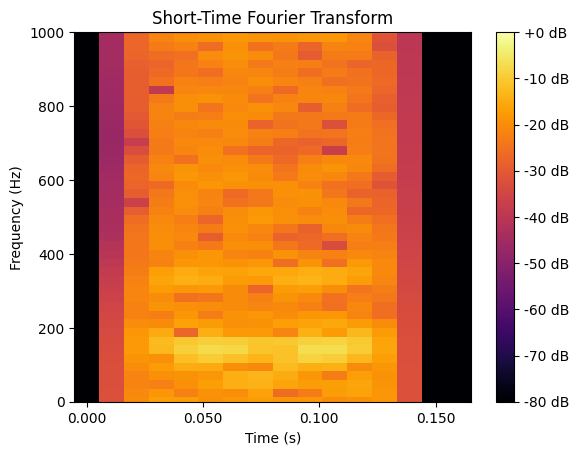 Short-Time Fourier Transform
1000
800
600
400
200
0
Frequency (Hz)
0.000
0.050
0.100
0.150
Time (s)
+0 dB
-10 dB
-20 dB
-30 dB
-40 dB
-50 dB
-60 dB
-70 dB
-80 dB